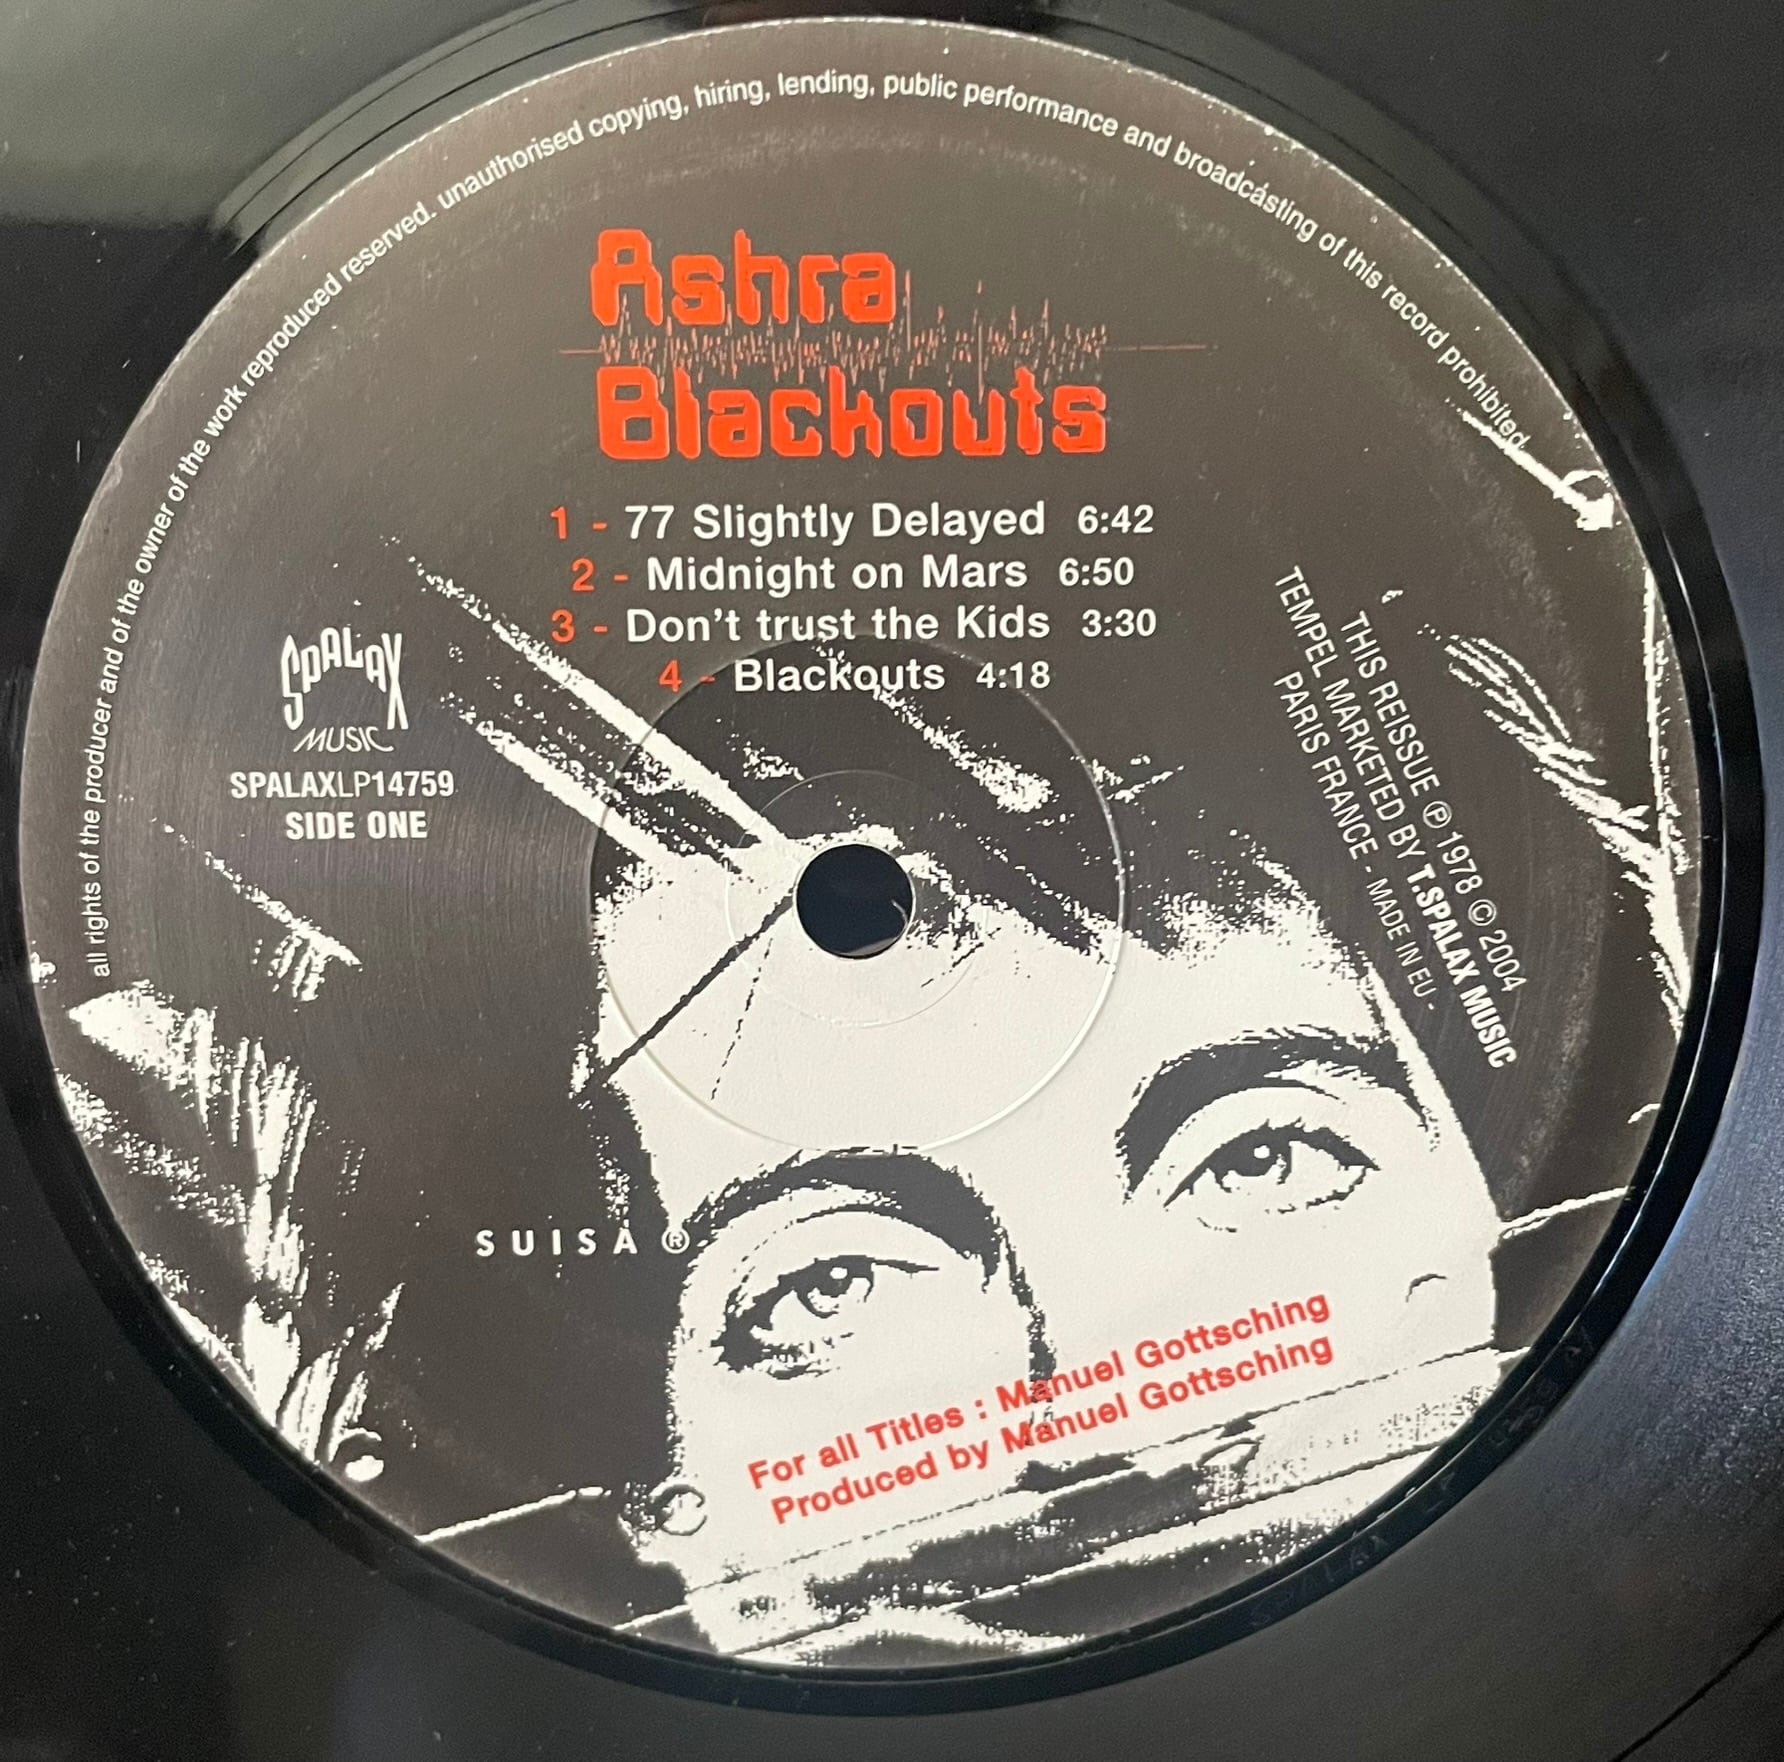 all rights of the producer and of the owner of the work reproduced reserved. unauthorised copying, hiring, lending, public performance and broadcasting of this record prohibited
Ashra
Blackouts
1 - 77 Slightly Delayed 6:42
2 - Midnight on Mars 6:50
3 - Don't trust the Kids 3:30
4 - Blackouts 4:18
SPALAX
MUSIC
SPALAXLP14759
SIDE ONE
THIS REISSUE ℗ 1978 © 2004
TEMPEL MARKETED BY T.SPALAX MUSIC
PARIS FRANCE - MADE IN EU -
SUISA ®
For all Titles : Manuel Gottsching
Produced by Manuel Gottsching